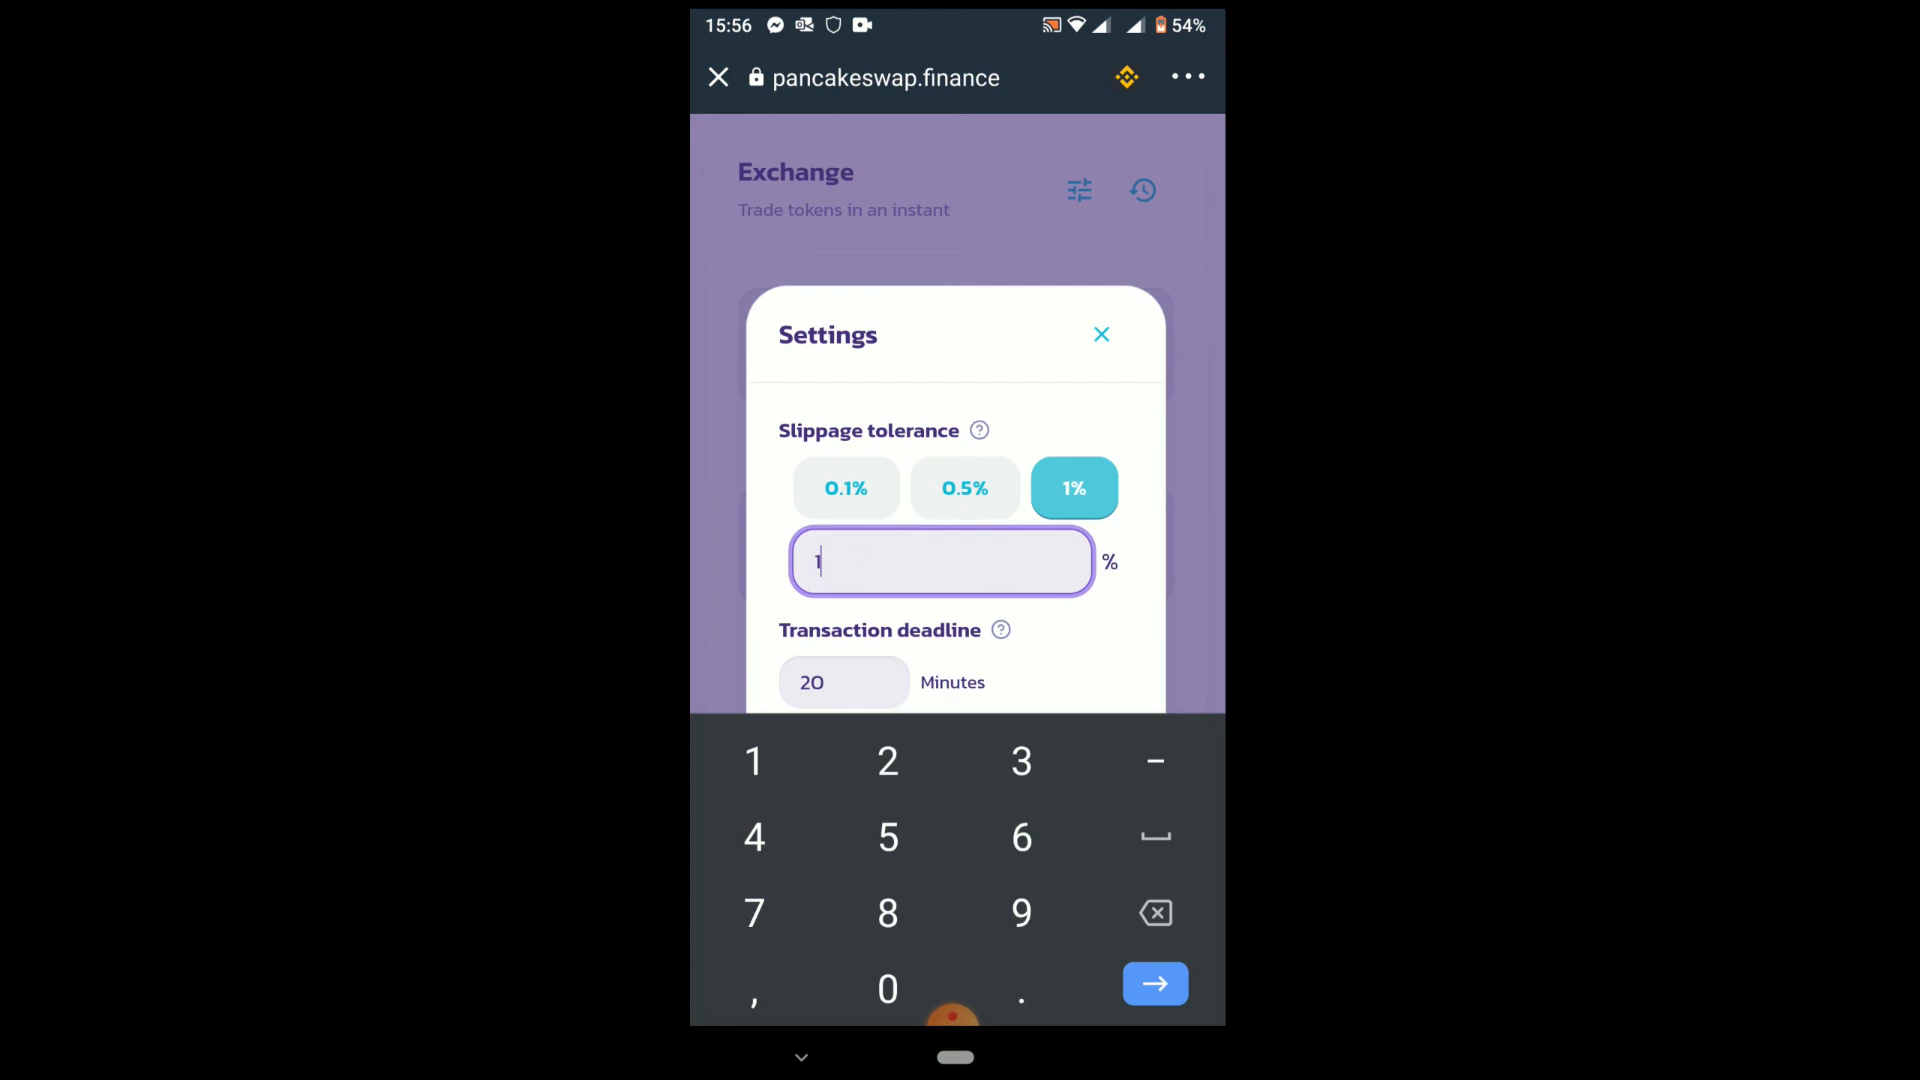 15:56 54%
pancakeswap.finance
Exchange
Trade tokens in an instant
Settings
Slippage tolerance ?
0.1% 0.5% 1%
1 %
Transaction deadline ?
20 Minutes
1 2 3 -
4 5 6
7 8 9
, 0 .